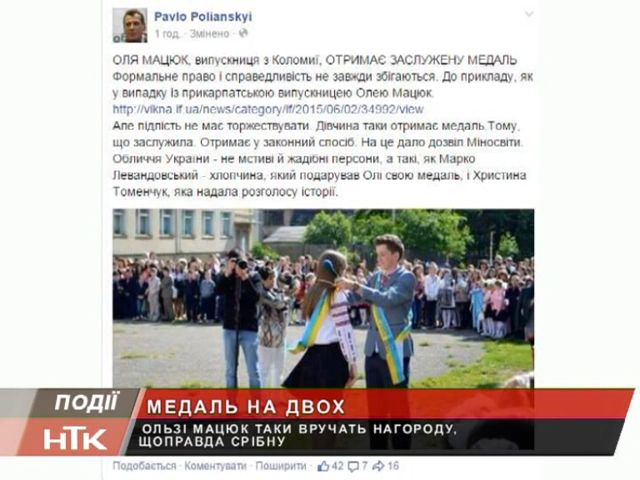 Pavlo Polianskyi
1 год. · Змінено ·
ОЛЯ МАЦЮК, випускниця з Коломиї, ОТРИМАЄ ЗАСЛУЖЕНУ МЕДАЛЬ
Формальне право і справедливість не завжди збігаються. До прикладу, як
у випадку із прикарпатською випускницею Олею Мацюк.
http://vikna.if.ua/news/category/if/2015/06/02/34992/view
Але підлість не має торжествувати. Дівчина таки отримає медаль.Тому,
що заслужила. Отримає у законний спосіб. На це дало дозвіл Міносвіти.
Обличчя України - не мстиві й жадібні персони, а такі, як Марко
Левандовський - хлопчина, який подарував Олі свою медаль, і Христина
Томенчук, яка надала розголосу історії.
ПОДІЇ
НТК
МЕДАЛЬ НА ДВОХ
ОЛЬЗІ МАЦЮК ТАКИ ВРУЧАТЬ НАГОРОДУ,
ЩОПРАВДА СРІБНУ
Подобається · Коментувати · Поширити · 42 7 16